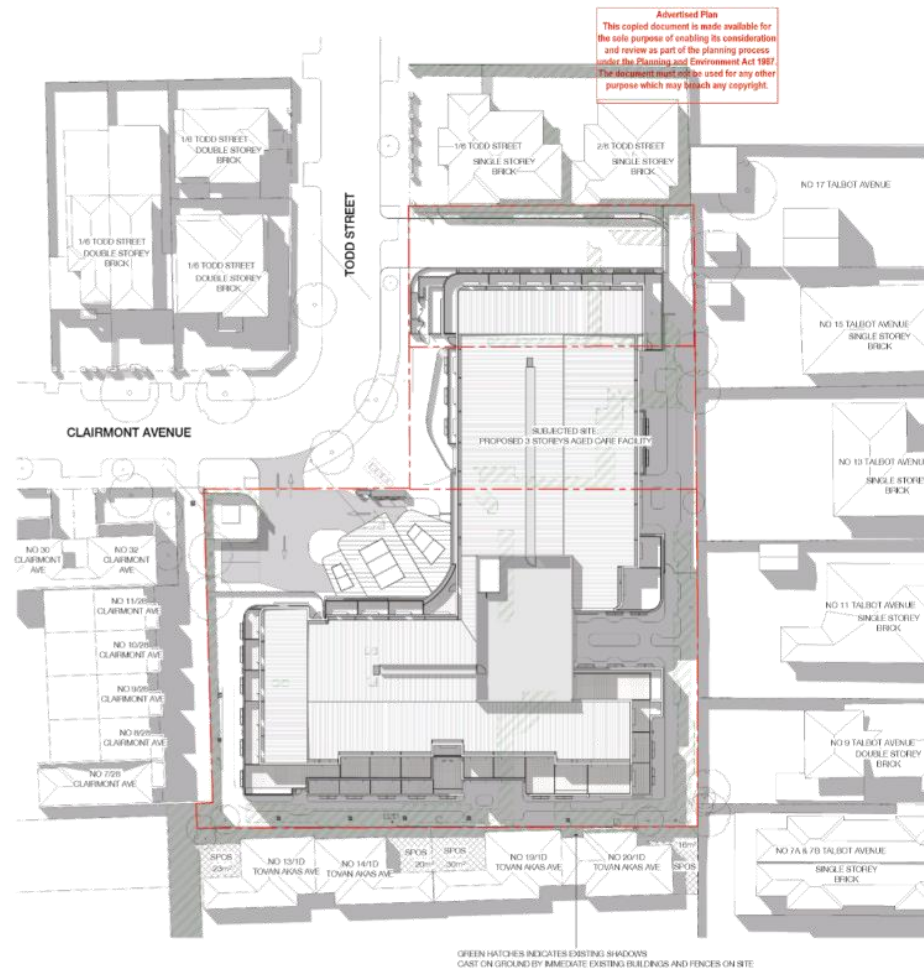 Advertised Plan
This copied document is made available for
the sole purpose of enabling its consideration
and review as part of the planning process
under the Planning and Environment Act 1987.
The document must not be used for any other
purpose which may breach any copyright.
1/6 TODD STREET
DOUBLE STOREY
BRICK
1/6 TODD STREET
DOUBLE STOREY
BRICK
1/6 TODD STREET
DOUBLE STOREY
BRICK
TODD STREET
1/8 TODD STREET
SINGLE STOREY
BRICK
2/8 TODD STREET
SINGLE STOREY
BRICK
NO 17 TALBOT AVENUE
NO 15 TALBOT AVENUE
SINGLE STOREY
BRICK
CLAIRMONT AVENUE
SUBJECTED SITE
PROPOSED 3 STOREYS AGED CARE FACILITY
NO 13 TALBOT AVENUE
SINGLE STOREY
BRICK
NO 30
CLAIRMONT
AVE
NO 32
CLAIRMONT
AVE
NO 11/28
CLAIRMONT AVE
NO 10/28
CLAIRMONT AVE
NO 9/28
CLAIRMONT AVE
NO 8/28
CLAIRMONT AVE
NO 7/28
CLAIRMONT AVE
NO 11 TALBOT AVENUE
SINGLE STOREY
BRICK
NO 9 TALBOT AVENUE
DOUBLE STOREY
BRICK
NO 7A & 7B TALBOT AVENUE
SINGLE STOREY
BRICK
SPOS
23m²
NO 13/1D
TOVAN AKAS AVE
NO 14/1D
TOVAN AKAS AVE
SPOS
20m²
SPOS
30m²
NO 19/1D
TOVAN AKAS AVE
NO 20/1D
TOVAN AKAS AVE
16m²
SPOS
GREEN HATCHES INDICATES EXISTING SHADOWS
CAST ON GROUND BY IMMEDIATE EXISTING BUILDINGS AND FENCES ON SITE